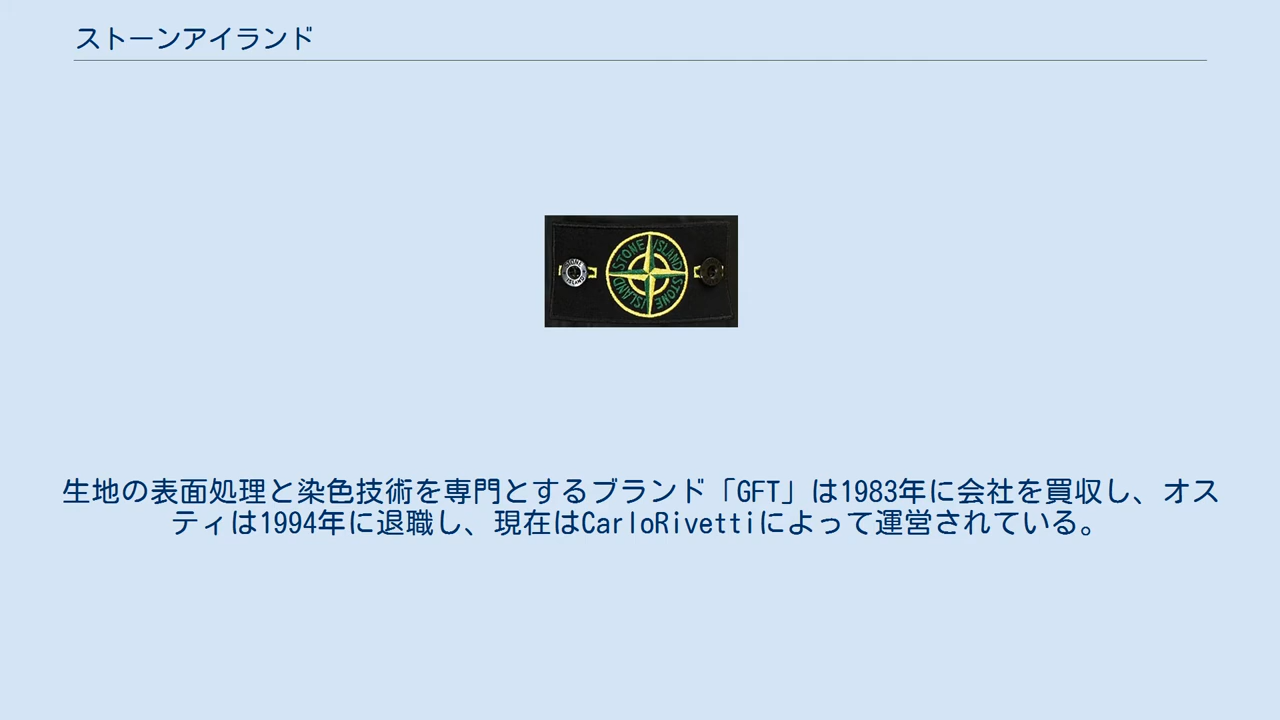 ストーンアイランド
STONE ISLAND
STONE ISLAND
生地の表面処理と染色技術を専門とするブランド「GFT」は1983年に会社を買収し、オス
ティは1994年に退職し、現在はCarloRivettiによって運営されている。